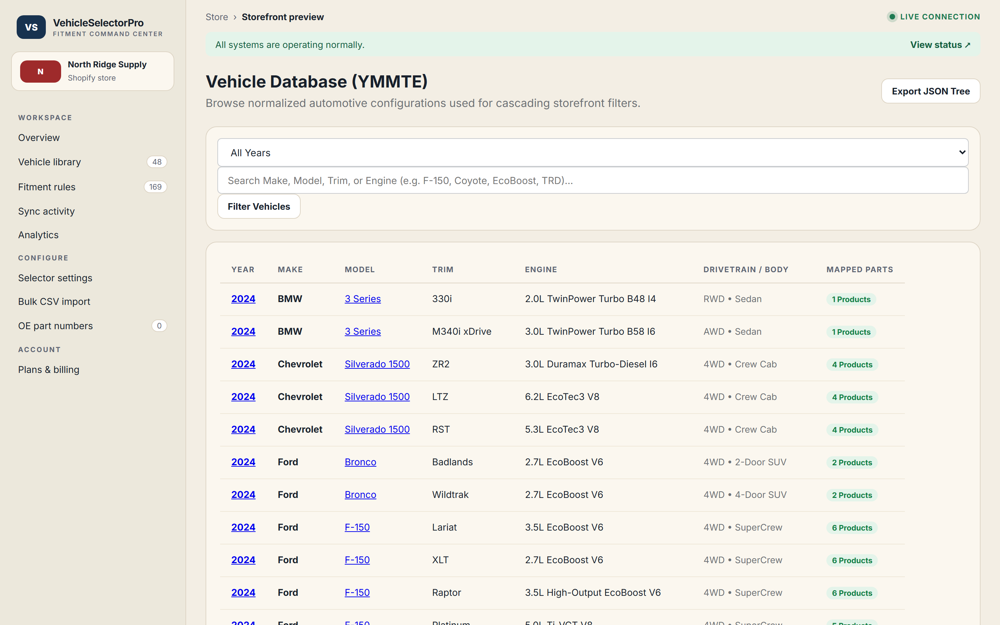 VS
VehicleSelectorPro
FITMENT COMMAND CENTER
N
North Ridge Supply
Shopify store
WORKSPACE
Overview
Vehicle library 48
Fitment rules 169
Sync activity
Analytics
CONFIGURE
Selector settings
Bulk CSV import
OE part numbers 0
ACCOUNT
Plans & billing
Store › Storefront preview
LIVE CONNECTION
All systems are operating normally. View status ↗
Vehicle Database (YMMTE)
Browse normalized automotive configurations used for cascading storefront filters.
Export JSON Tree
All Years
Search Make, Model, Trim, or Engine (e.g. F-150, Coyote, EcoBoost, TRD)...
Filter Vehicles
YEAR MAKE MODEL TRIM ENGINE DRIVETRAIN / BODY MAPPED PARTS
2024 BMW 3 Series 330i 2.0L TwinPower Turbo B48 I4 RWD • Sedan 1 Products
2024 BMW 3 Series M340i xDrive 3.0L TwinPower Turbo B58 I6 AWD • Sedan 1 Products
2024 Chevrolet Silverado 1500 ZR2 3.0L Duramax Turbo-Diesel I6 4WD • Crew Cab 4 Products
2024 Chevrolet Silverado 1500 LTZ 6.2L EcoTec3 V8 4WD • Crew Cab 4 Products
2024 Chevrolet Silverado 1500 RST 5.3L EcoTec3 V8 4WD • Crew Cab 4 Products
2024 Ford Bronco Badlands 2.7L EcoBoost V6 4WD • 2-Door SUV 2 Products
2024 Ford Bronco Wildtrak 2.7L EcoBoost V6 4WD • 4-Door SUV 2 Products
2024 Ford F-150 Lariat 3.5L EcoBoost V6 4WD • SuperCrew 6 Products
2024 Ford F-150 XLT 2.7L EcoBoost V6 4WD • SuperCrew 6 Products
2024 Ford F-150 Raptor 3.5L High-Output EcoBoost V6 4WD • SuperCrew 6 Products
2024 Ford F-150 Platinum 5.0L Ti-VCT V8 4WD • SuperCrew 5 Products